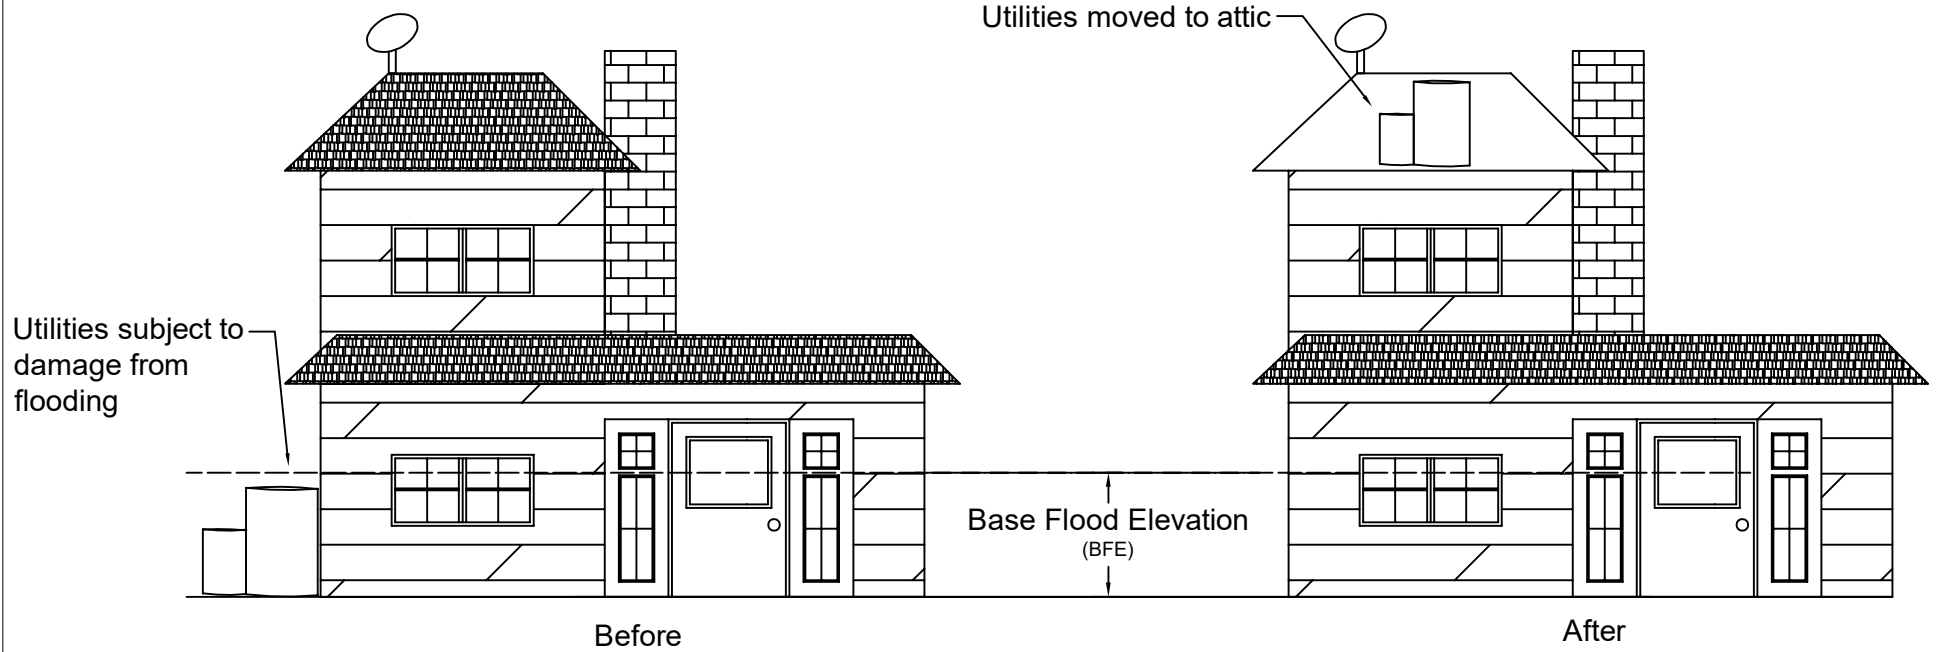 Utilities moved to attic
Utilities subject to
damage from
flooding
Base Flood Elevation
(BFE)
Before
After